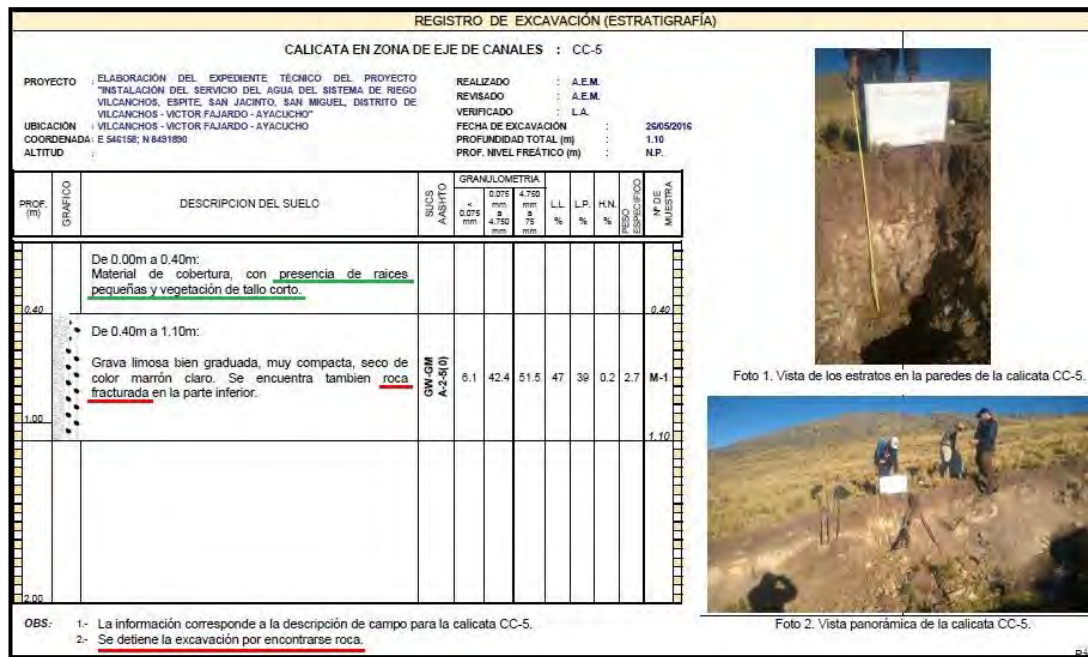 REGISTRO DE EXCAVACIÓN (ESTRATIGRAFÍA)
CALICATA EN ZONA DE EJE DE CANALES : CC-5
PROYECTO : ELABORACIÓN DEL EXPEDIENTE TÉCNICO DEL PROYECTO
"INSTALACIÓN DEL SERVICIO DEL AGUA DEL SISTEMA DE RIEGO
VILCANCHOS, ESPITE, SAN JACINTO, SAN MIGUEL, DISTRITO DE
VILCANCHOS - VICTOR FAJARDO - AYACUCHO"
UBICACIÓN : VILCANCHOS - VICTOR FAJARDO - AYACUCHO
COORDENADA: E 546158; N 8491890
ALTITUD :
REALIZADO : A.E.M.
REVISADO : A.E.M.
VERIFICADO : L.A.
FECHA DE EXCAVACIÓN : 26/05/2016
PROFUNDIDAD TOTAL (m) : 1.10
PROF. NIVEL FREÁTICO (m) : N.P.
PROF. (m)
GRAFICO
DESCRIPCION DEL SUELO
SUCS AASHTO
GRANULOMETRIA
< 0.075 mm
0.075 mm a 4.750 mm
4.750 mm a 75 mm
L.L. %
L.P. %
H.N. %
PESO ESPECIFICO
Nº DE MUESTRA
De 0.00m a 0.40m:
Material de cobertura, con presencia de raices
pequeñas y vegetación de tallo corto.
0.40
0.40
De 0.40m a 1.10m:
Grava limosa bien graduada, muy compacta, seco de
color marrón claro. Se encuentra tambien roca
fracturada en la parte inferior.
GW-GM A-2-5(0)
6.1 42.4 51.5 47 39 0.2 2.7 M-1
1.00
1.10
2.00
OBS: 1.- La información corresponde a la descripción de campo para la calicata CC-5.
2.- Se detiene la excavación por encontrarse roca.
Foto 1. Vista de los estratos en la paredes de la calicata CC-5.
Foto 2. Vista panorámica de la calicata CC-5.